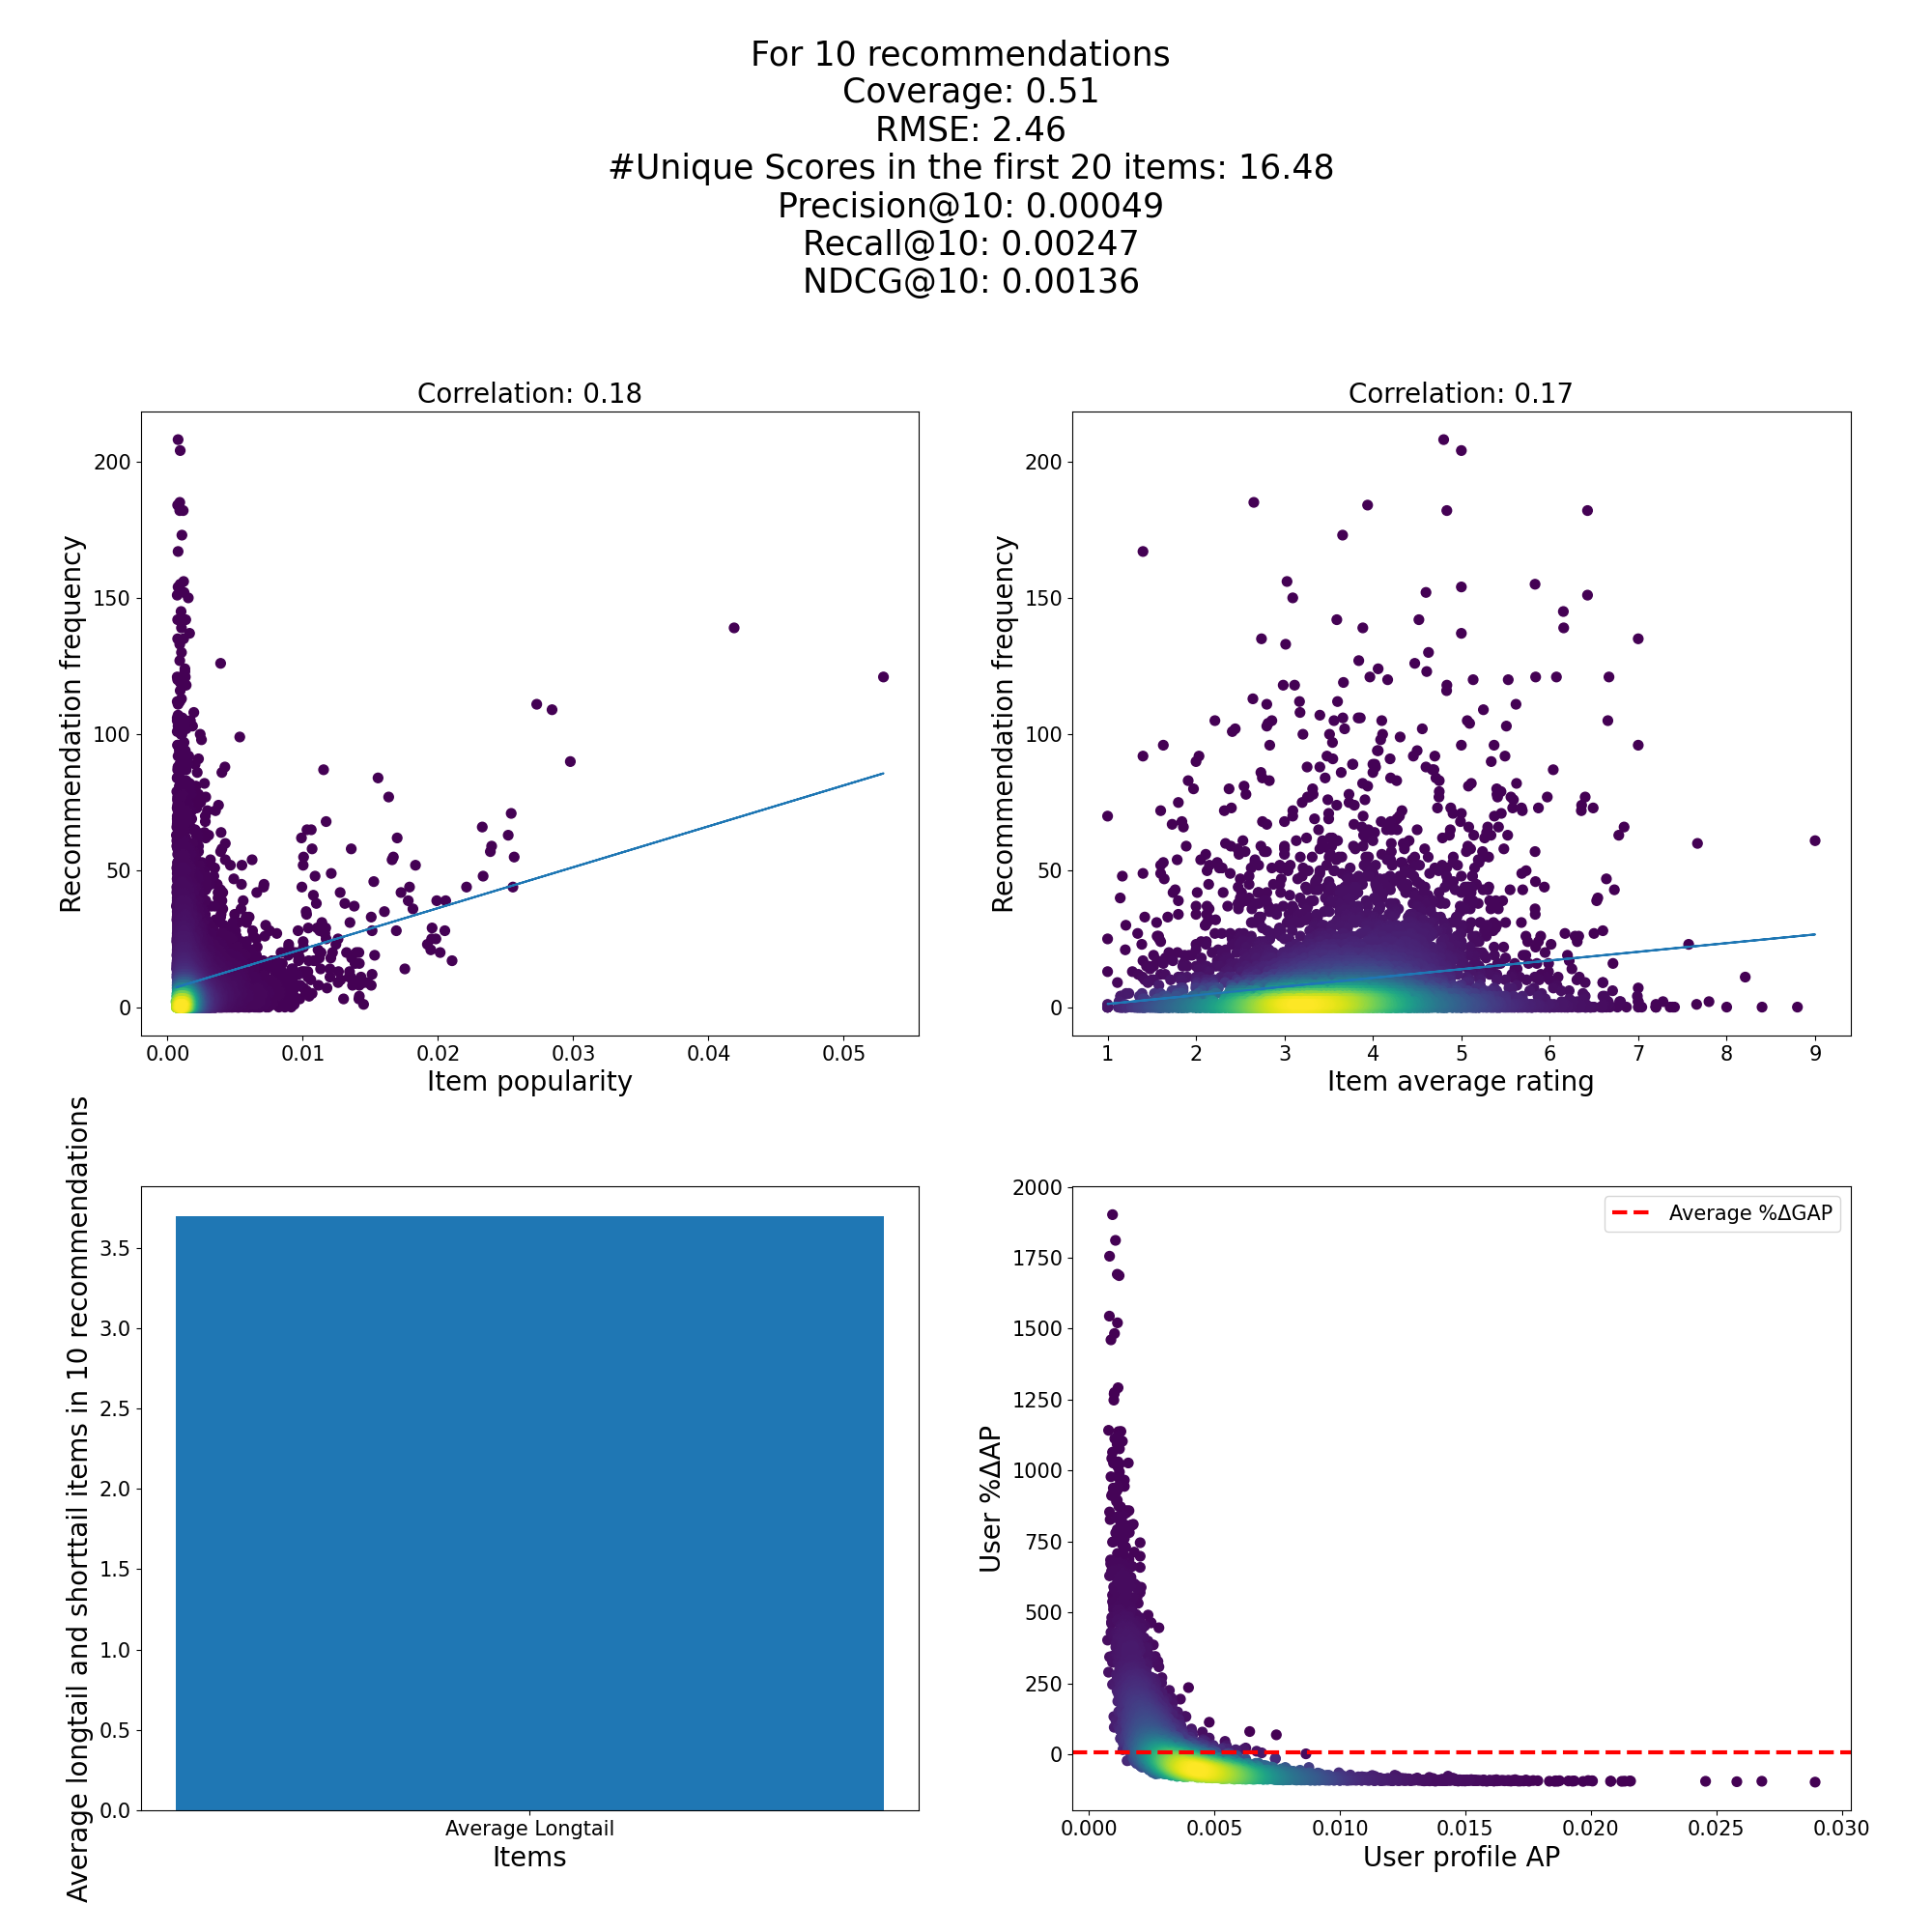 For 10 recommendations
Coverage: 0.51
RMSE: 2.46
#Unique Scores in the first 20 items: 16.48
Precision@10: 0.00049
Recall@10: 0.00247
NDCG@10: 0.00136
Correlation: 0.18
Recommendation frequency
200
150
100
50
0
0.00 0.01 0.02 0.03 0.04 0.05
Item popularity
Correlation: 0.17
Recommendation frequency
200
150
100
50
0
1 2 3 4 5 6 7 8 9
Item average rating
Average longtail and shorttail items in 10 recommendations
3.5
3.0
2.5
2.0
1.5
1.0
0.5
0.0
Average Longtail
Items
User %ΔAP
2000
1750
1500
1250
1000
750
500
250
0
Average %ΔGAP
0.000 0.005 0.010 0.015 0.020 0.025 0.030
User profile AP